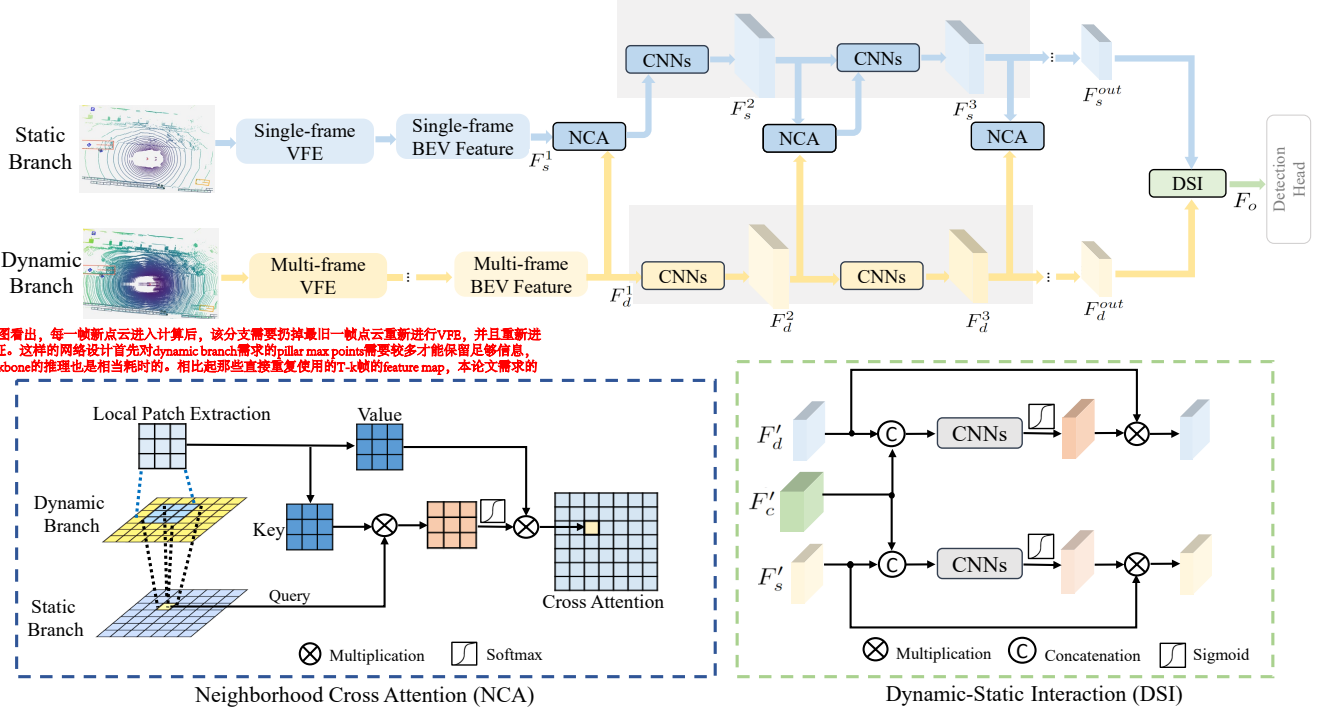 CNNs
CNNs
F_s^2
F_s^3
F_s^{out}
Static
Branch
Single-frame
VFE
Single-frame
BEV Feature
F_s^1
NCA
NCA
NCA
DSI
F_o
Detection
Head
Dynamic
Branch
Multi-frame
VFE
Multi-frame
BEV Feature
F_d^1
CNNs
F_d^2
CNNs
F_d^3
F_d^{out}
图看出，每一帧新点云进入计算后，该分支需要扔掉最旧一帧点云重新进行VFE，并且重新进
征。这样的网络设计首先对dynamic branch需求的pillar max points需要较多才能保留足够信息，
kbone的推理也是相当耗时的。相比起那些直接重复使用的T-k帧的feature map，本论文需求的
Local Patch Extraction
Value
Dynamic
Branch
Key
Static
Branch
Query
Cross Attention
Multiplication
Softmax
Neighborhood Cross Attention (NCA)
F'_d
C
CNNs
F'_c
F'_s
C
CNNs
Multiplication
C
Concatenation
Sigmoid
Dynamic-Static Interaction (DSI)